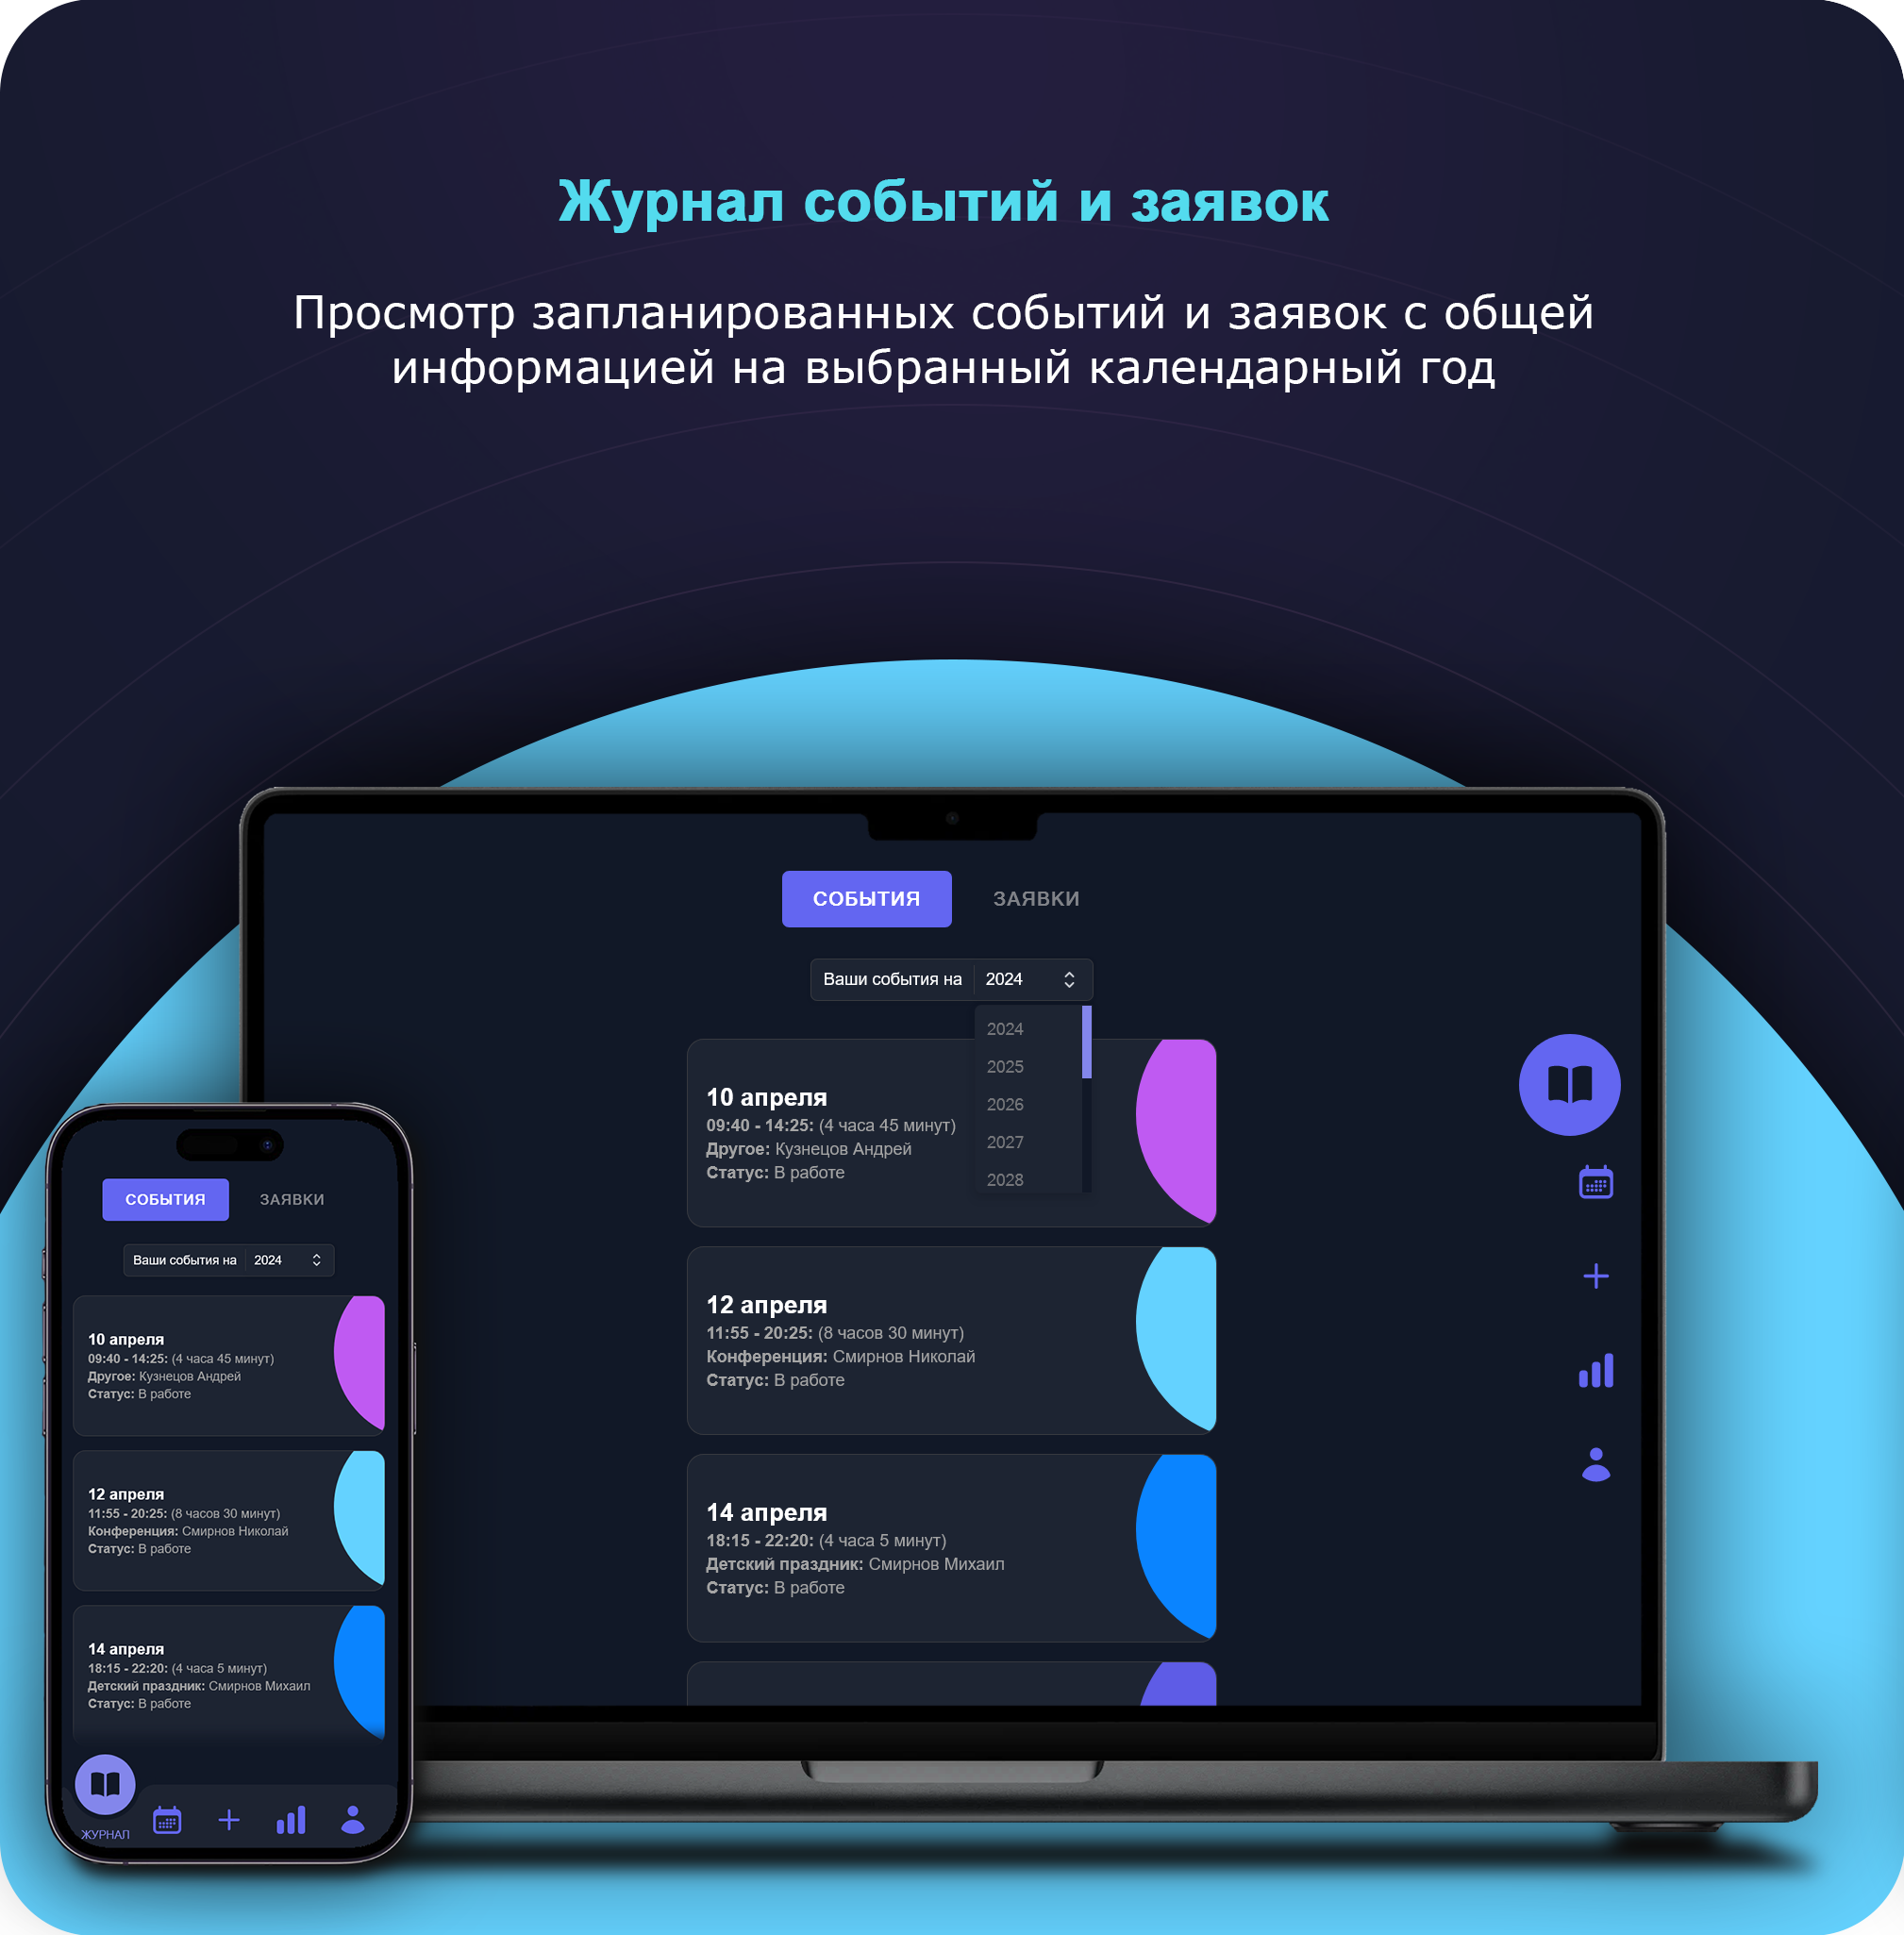 Журнал событий и заявок
Просмотр запланированных событий и заявок с общей
информацией на выбранный календарный год
СОБЫТИЯ ЗАЯВКИ
Ваши события на 2024
2024
2025
2026
2027
2028
10 апреля
09:40 - 14:25: (4 часа 45 минут)
Другое: Кузнецов Андрей
Статус: В работе
12 апреля
11:55 - 20:25: (8 часов 30 минут)
Конференция: Смирнов Николай
Статус: В работе
14 апреля
18:15 - 22:20: (4 часа 5 минут)
Детский праздник: Смирнов Михаил
Статус: В работе
СОБЫТИЯ ЗАЯВКИ
Ваши события на 2024
10 апреля
09:40 - 14:25: (4 часа 45 минут)
Другое: Кузнецов Андрей
Статус: В работе
12 апреля
11:55 - 20:25: (8 часов 30 минут)
Конференция: Смирнов Николай
Статус: В работе
14 апреля
18:15 - 22:20: (4 часа 5 минут)
Детский праздник: Смирнов Михаил
Статус: В работе
ЖУРНАЛ